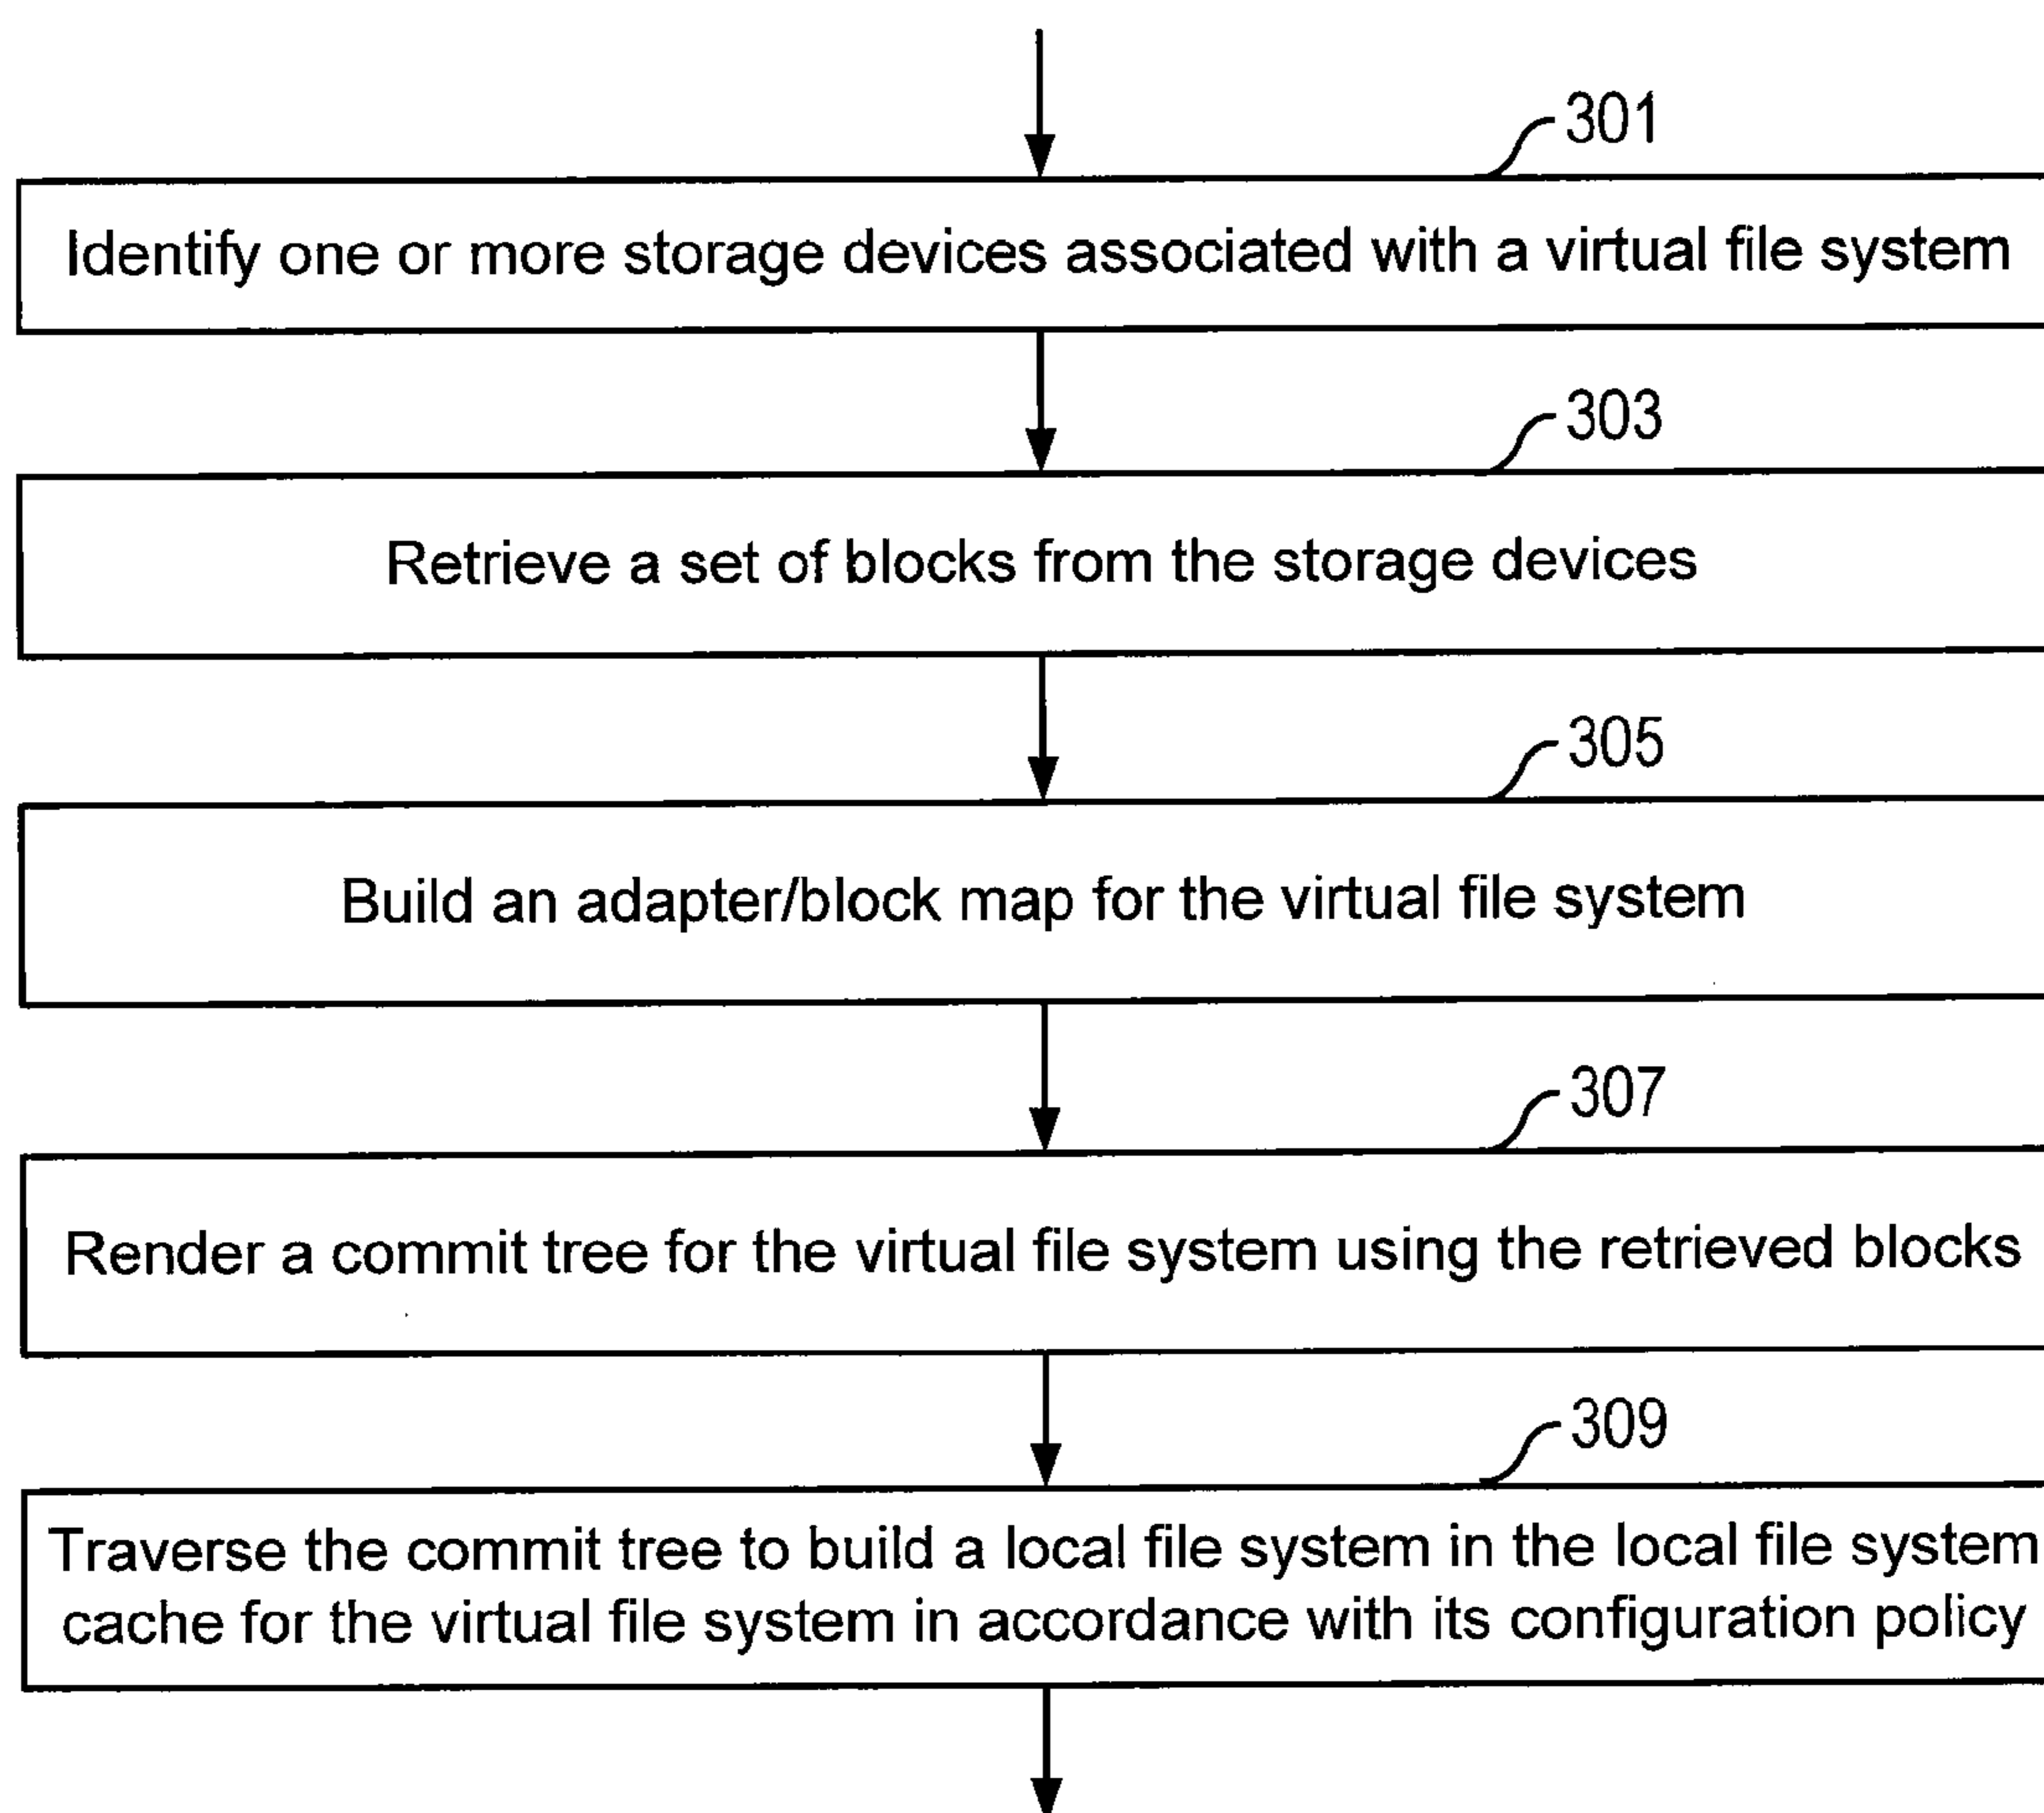 301
Identify one or more storage devices associated with a virtual file system
303
Retrieve a set of blocks from the storage devices
305
Build an adapter/block map for the virtual file system
307
Render a commit tree for the virtual file system using the retrieved blocks
309
Traverse the commit tree to build a local file system in the local file system
cache for the virtual file system in accordance with its configuration policy